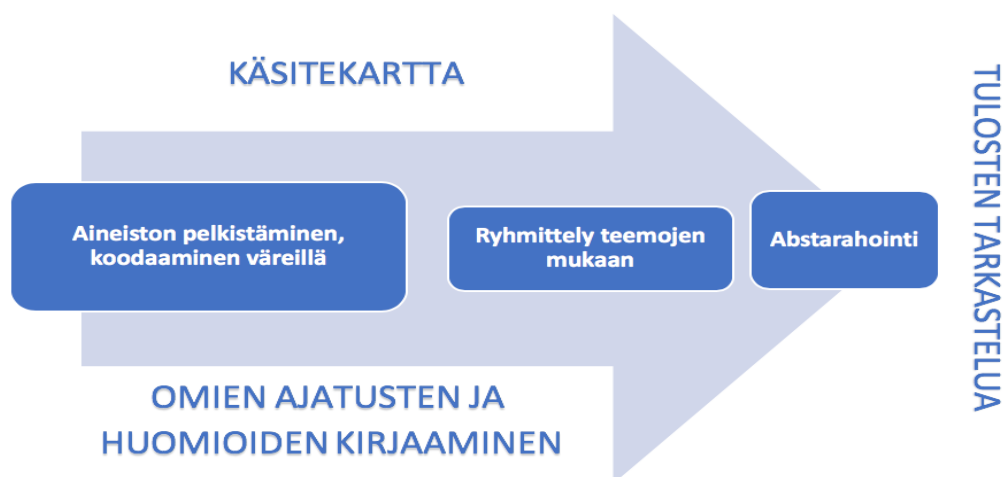 KÄSITEKARTTA
Aineiston pelkistäminen,
koodaaminen väreillä
Ryhmittely teemojen
mukaan
Abstarahointi
OMIEN AJATUSTEN JA
HUOMIOIDEN KIRJAAMINEN
TULOSTEN TARKASTELUA